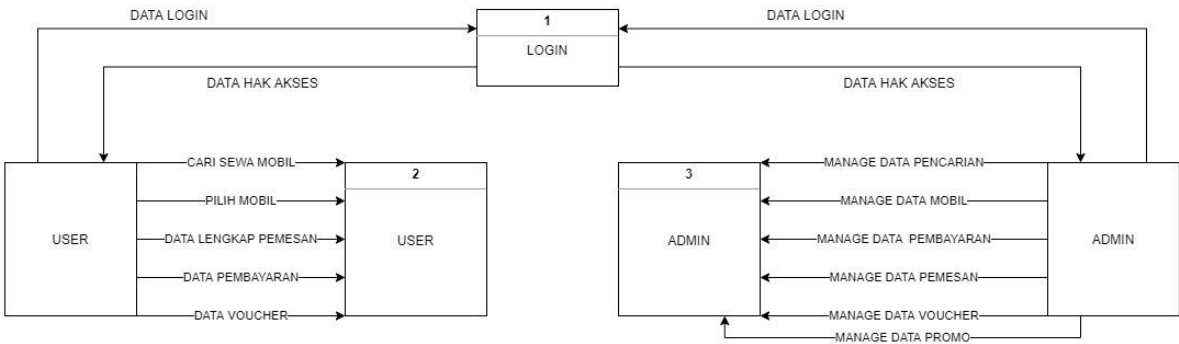 DATA LOGIN
1
DATA LOGIN
LOGIN
DATA HAK AKSES
DATA HAK AKSES
CARI SEWA MOBIL
2
3
MANAGE DATA PENCARIAN
PILIH MOBIL
MANAGE DATA MOBIL
USER
DATA LENGKAP PEMESAN
USER
ADMIN
MANAGE DATA PEMBAYARAN
ADMIN
DATA PEMBAYARAN
MANAGE DATA PEMESAN
DATA VOUCHER
MANAGE DATA VOUCHER
MANAGE DATA PROMO